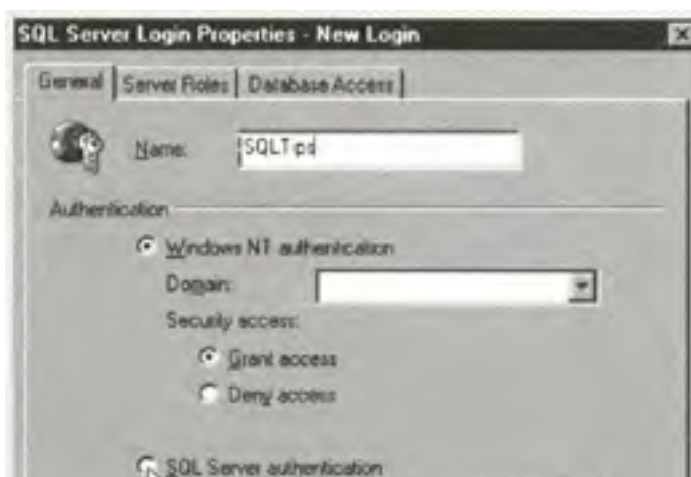 SQL Server Login Properties - New Login
General Server Roles Database Access
Name: SQLTips
Authentication
Windows NT authentication
Domain:
Security access:
Grant access
Deny access
SQL Server authentication